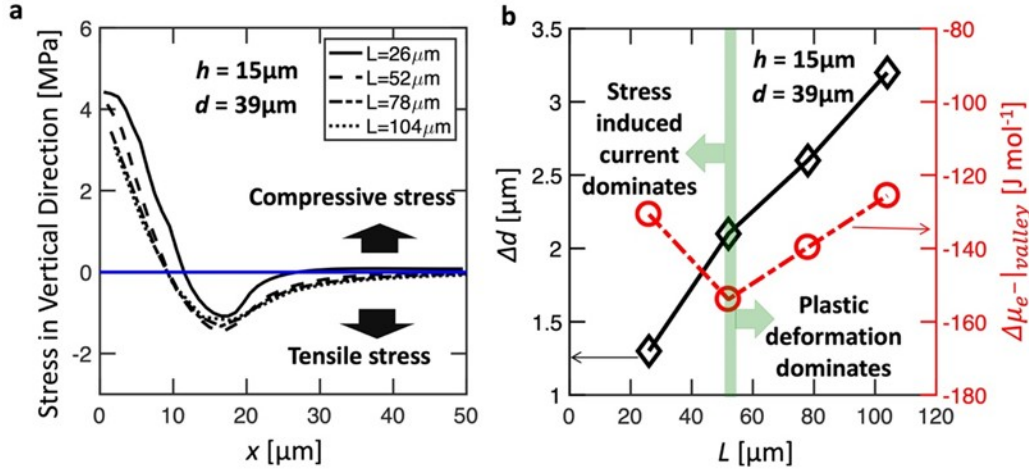 a
Stress in Vertical Direction [MPa]
6
4
2
0
-2
h = 15μm
d = 39μm
L=26μm
L=52μm
L=78μm
L=104μm
Compressive stress
Tensile stress
0
10
20
30
40
50
x [μm]
b
Δd [μm]
3.5
3
2.5
2
1.5
1
h = 15μm
d = 39μm
Stress
induced
current
dominates
Plastic
deformation
dominates
0
20
40
60
80
100
120
L [μm]
-80
-100
-120
-140
-160
-180
Δμe-|valley [J mol-1]